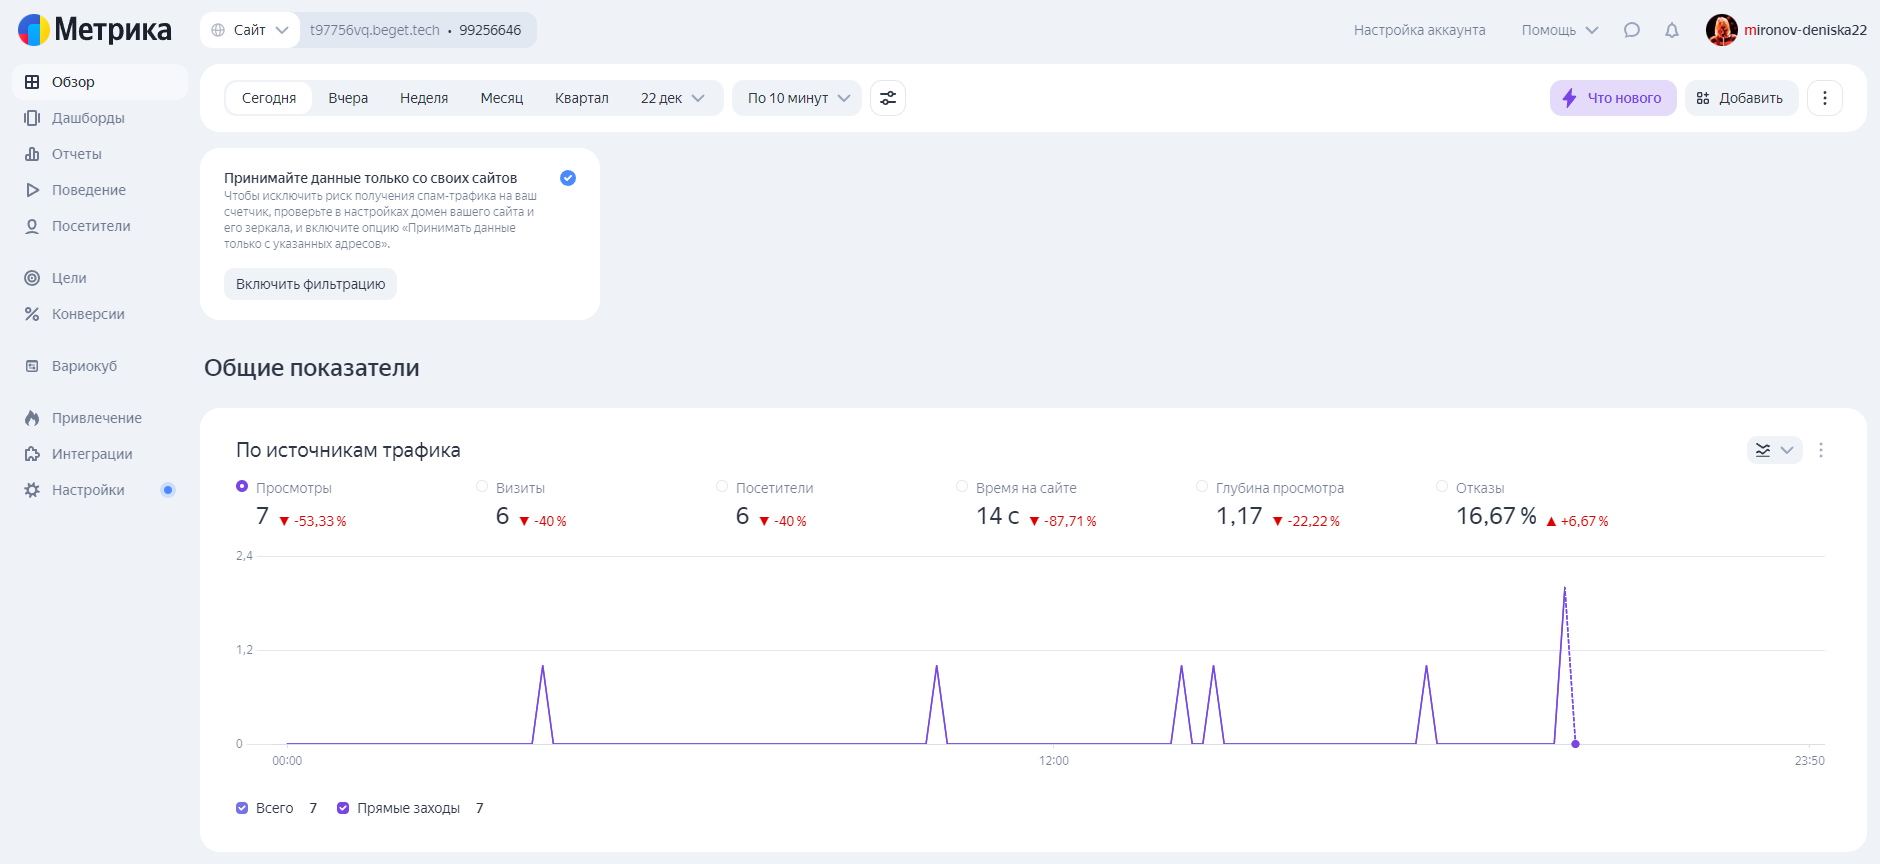 Метрика
Сайт
t97756vq.beget.tech • 99256646
Настройка аккаунта
Помощь
mironov-deniska22
Обзор
Дашборды
Отчеты
Поведение
Посетители
Цели
Конверсии
Вариокуб
Привлечение
Интеграции
Настройки
Сегодня
Вчера
Неделя
Месяц
Квартал
22 дек
По 10 минут
Что нового
Добавить
Принимайте данные только со своих сайтов
Чтобы исключить риск получения спам-трафика на ваш
счетчик, проверьте в настройках домен вашего сайта и
его зеркала, и включите опцию «Принимать данные
только с указанных адресов».
Включить фильтрацию
Общие показатели
По источникам трафика
Просмотры
7 ▼ -53,33 %
Визиты
6 ▼ -40 %
Посетители
6 ▼ -40 %
Время на сайте
14 с ▼ -87,71 %
Глубина просмотра
1,17 ▼ -22,22 %
Отказы
16,67 % ▲ +6,67 %
2,4
1,2
0
00:00
12:00
23:50
Всего 7
Прямые заходы 7